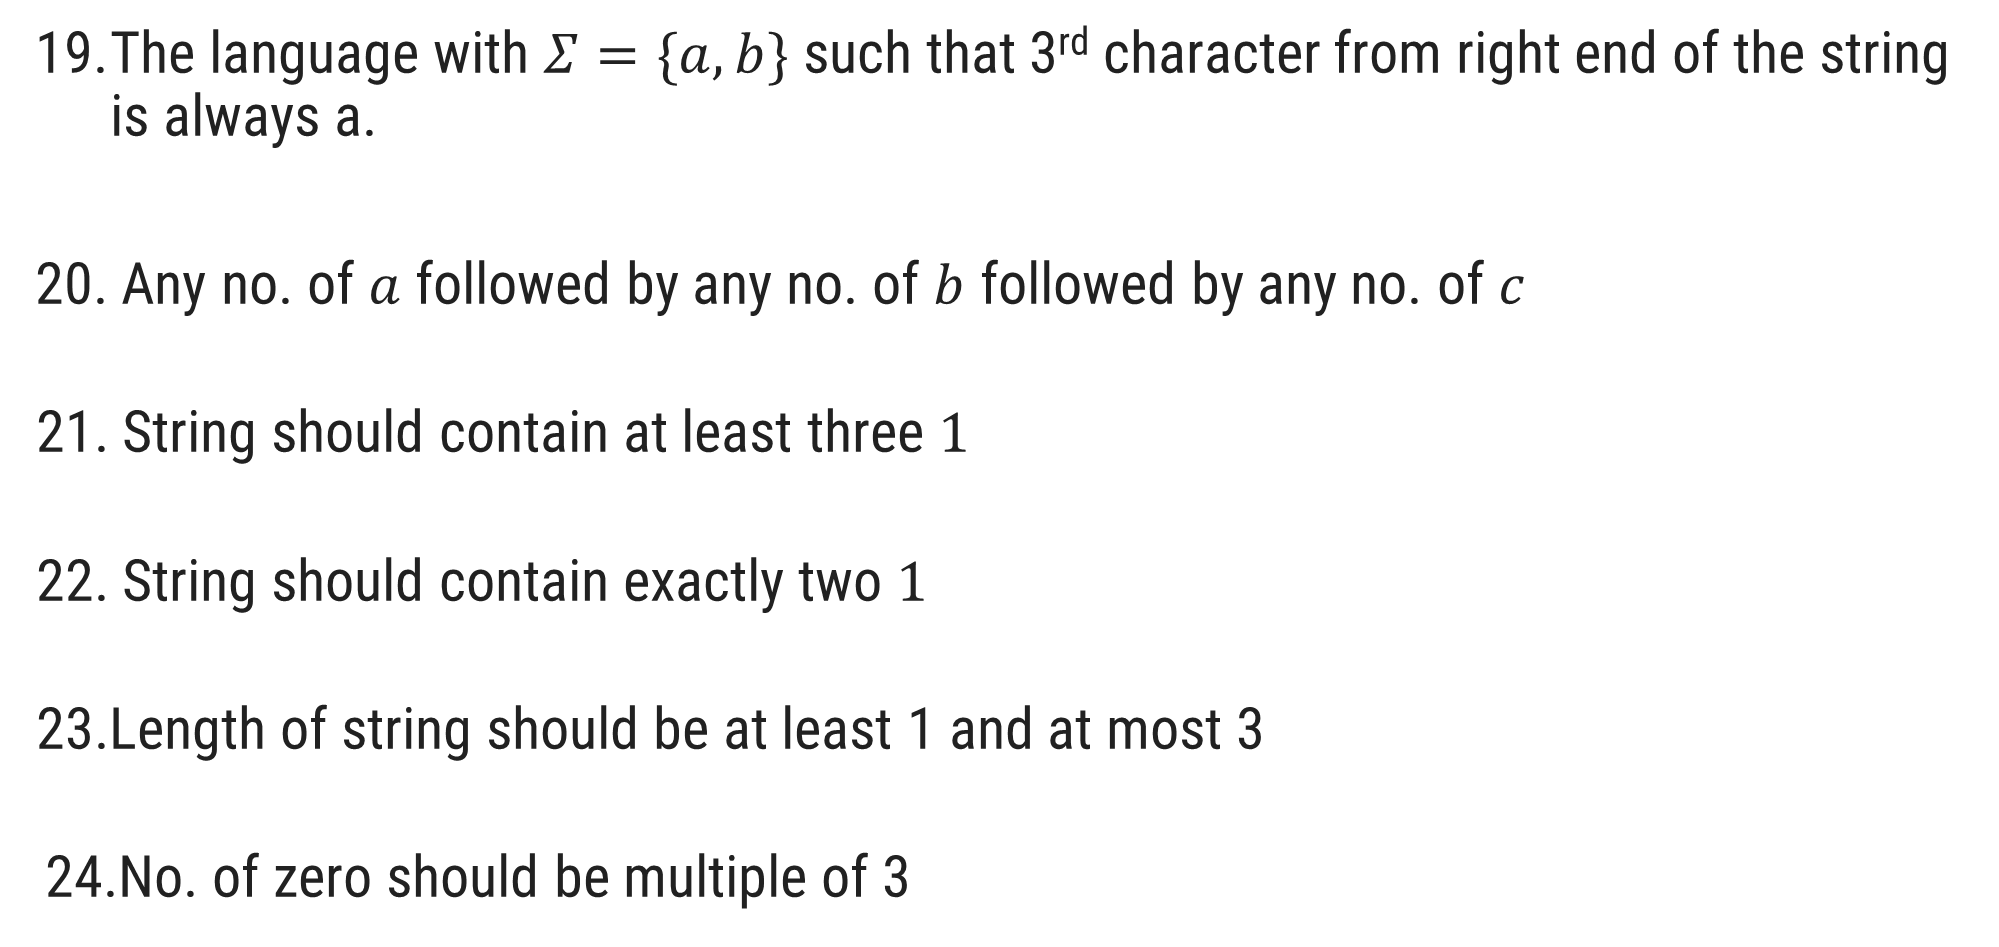 19.The language with 𝛴 = {𝑎, 𝑏} such that 3rd character from right end of the string
is always a.
20. Any no. of 𝑎 followed by any no. of 𝑏 followed by any no. of 𝑐
21. String should contain at least three 1
22. String should contain exactly two 1
23.Length of string should be at least 1 and at most 3
24.No. of zero should be multiple of 3